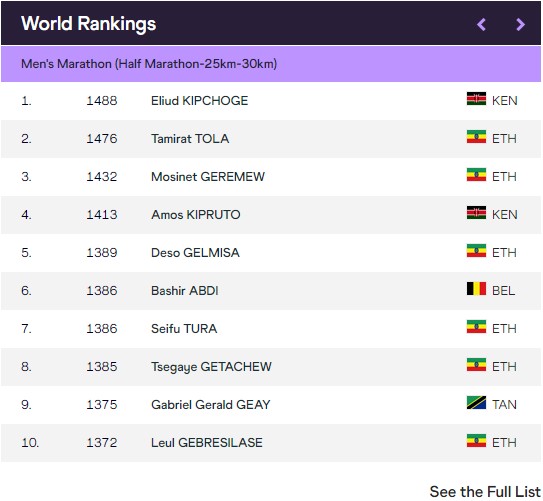 World Rankings
Men's Marathon (Half Marathon-25km-30km)
1. 1488 Eliud KIPCHOGE KEN
2. 1476 Tamirat TOLA ETH
3. 1432 Mosinet GEREMEW ETH
4. 1413 Amos KIPRUTO KEN
5. 1389 Deso GELMISA ETH
6. 1386 Bashir ABDI BEL
7. 1386 Seifu TURA ETH
8. 1385 Tsegaye GETACHEW ETH
9. 1375 Gabriel Gerald GEAY TAN
10. 1372 Leul GEBRESILASE ETH
See the Full List